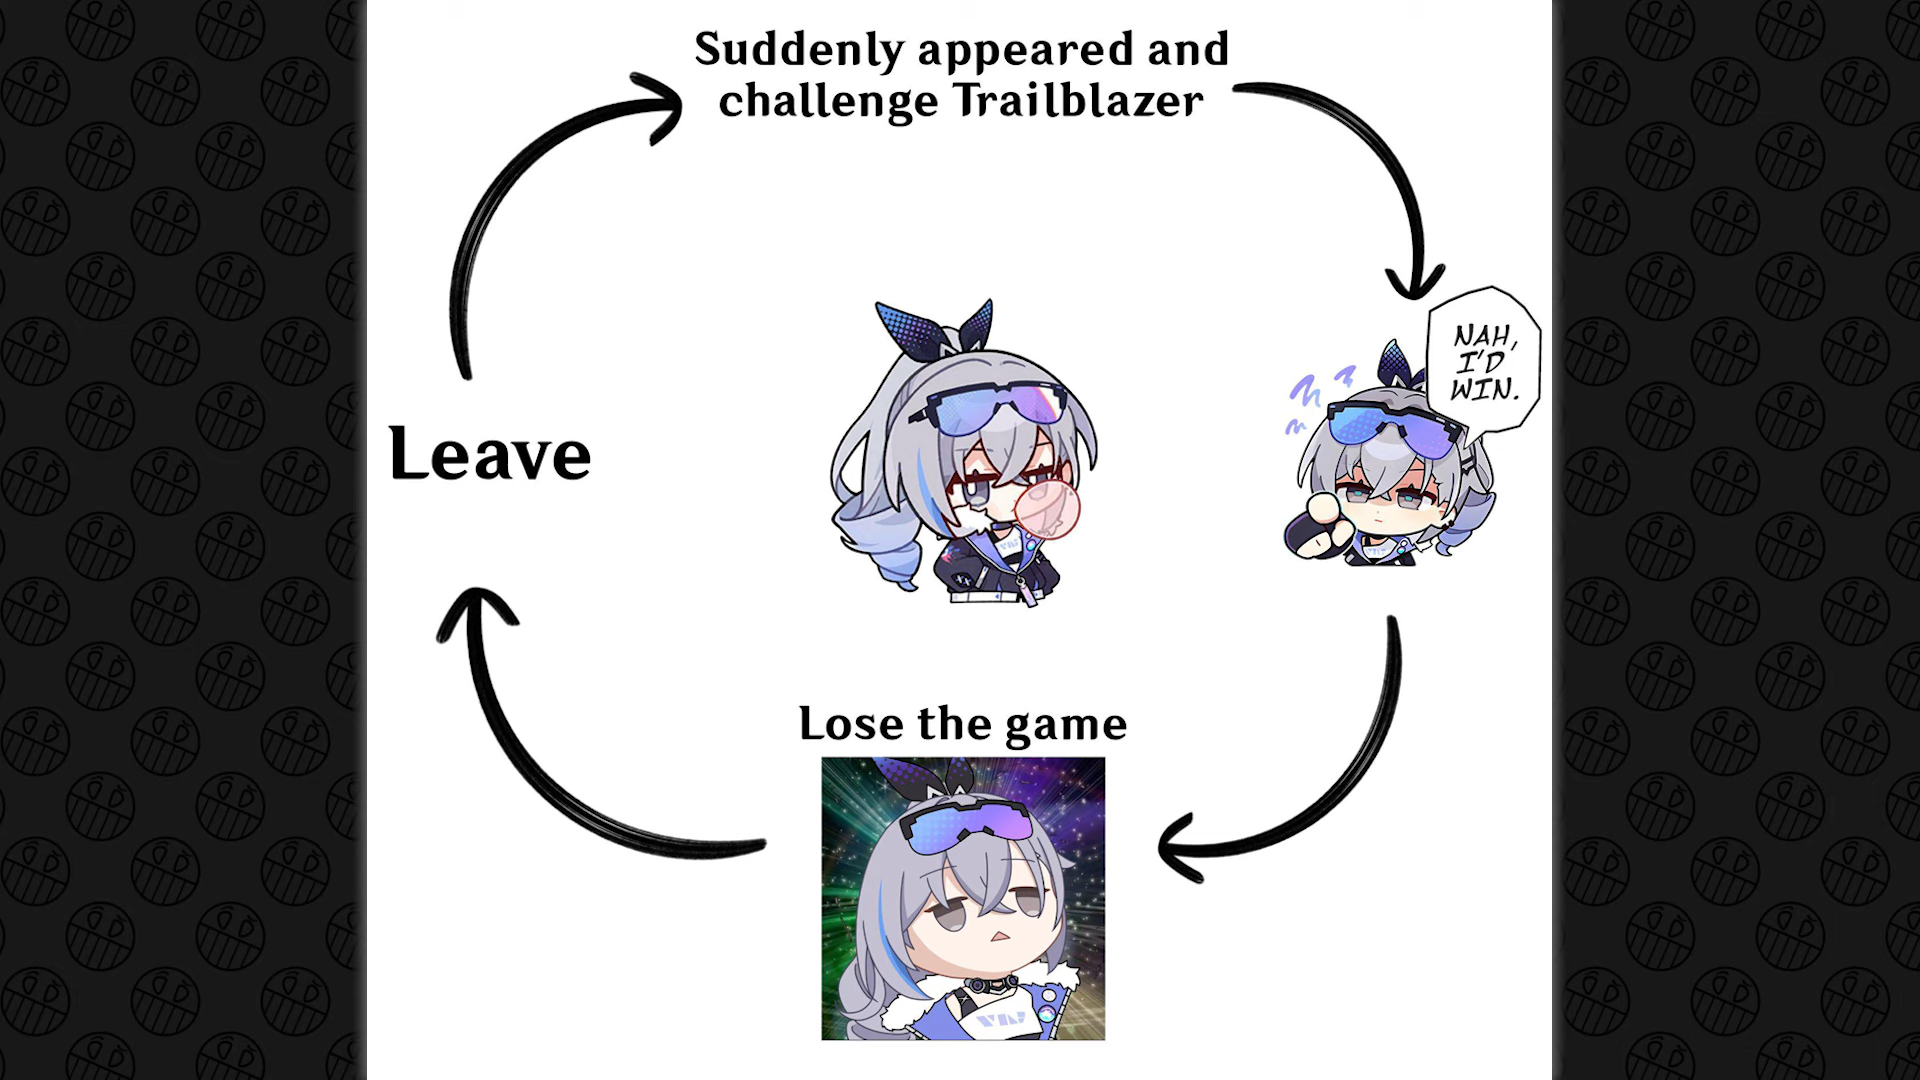 Suddenly appeared and
challenge Trailblazer
NAH,
I'D
WIN.
Leave
Lose the game